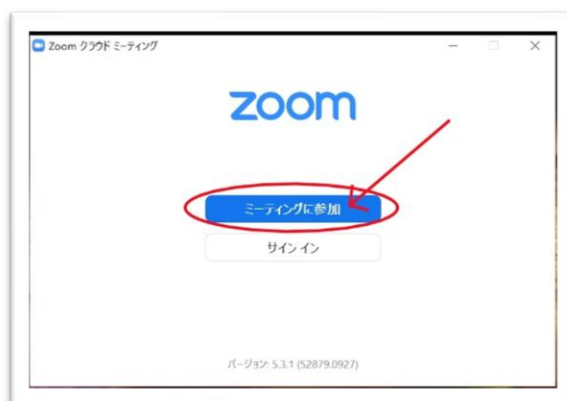 Zoom クラウド ミーティング
zoom
ミーティングに参加
サイン イン
バージョン: 5.3.1 (52879.0927)